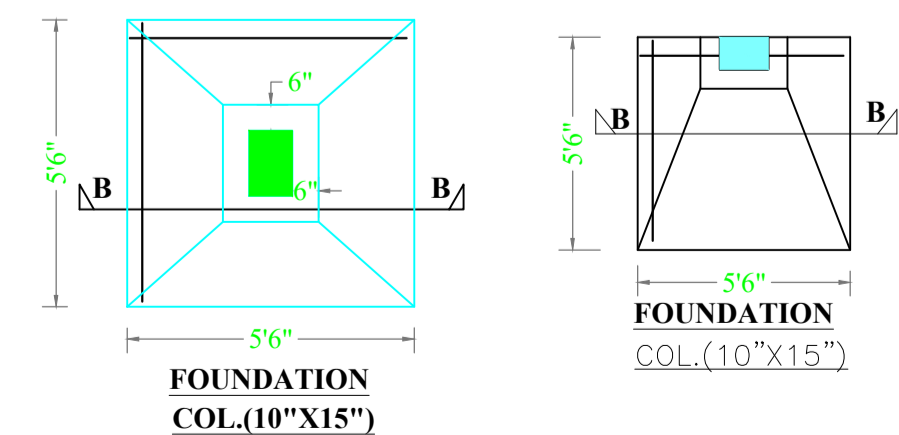 6"
5'6"
B
6"
B
5'6"
FOUNDATION
COL.(10"X15")
B
B
5'6"
5'6"
FOUNDATION
COL.(10"X15")